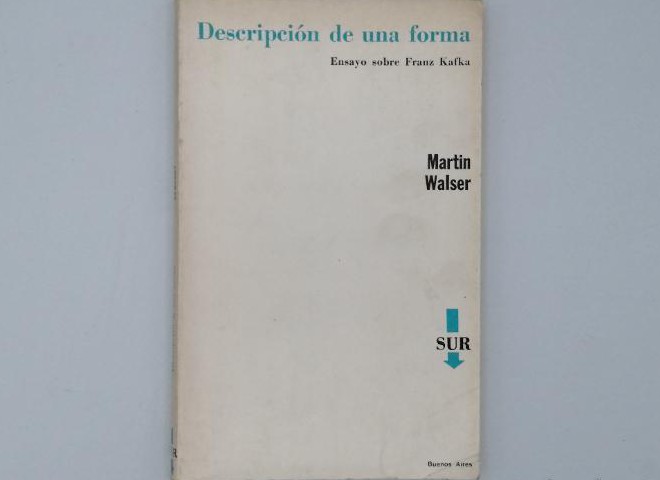 Descripción de una forma
Ensayo sobre Franz Kafka
Martin
Walser
SUR
Buenos Aires